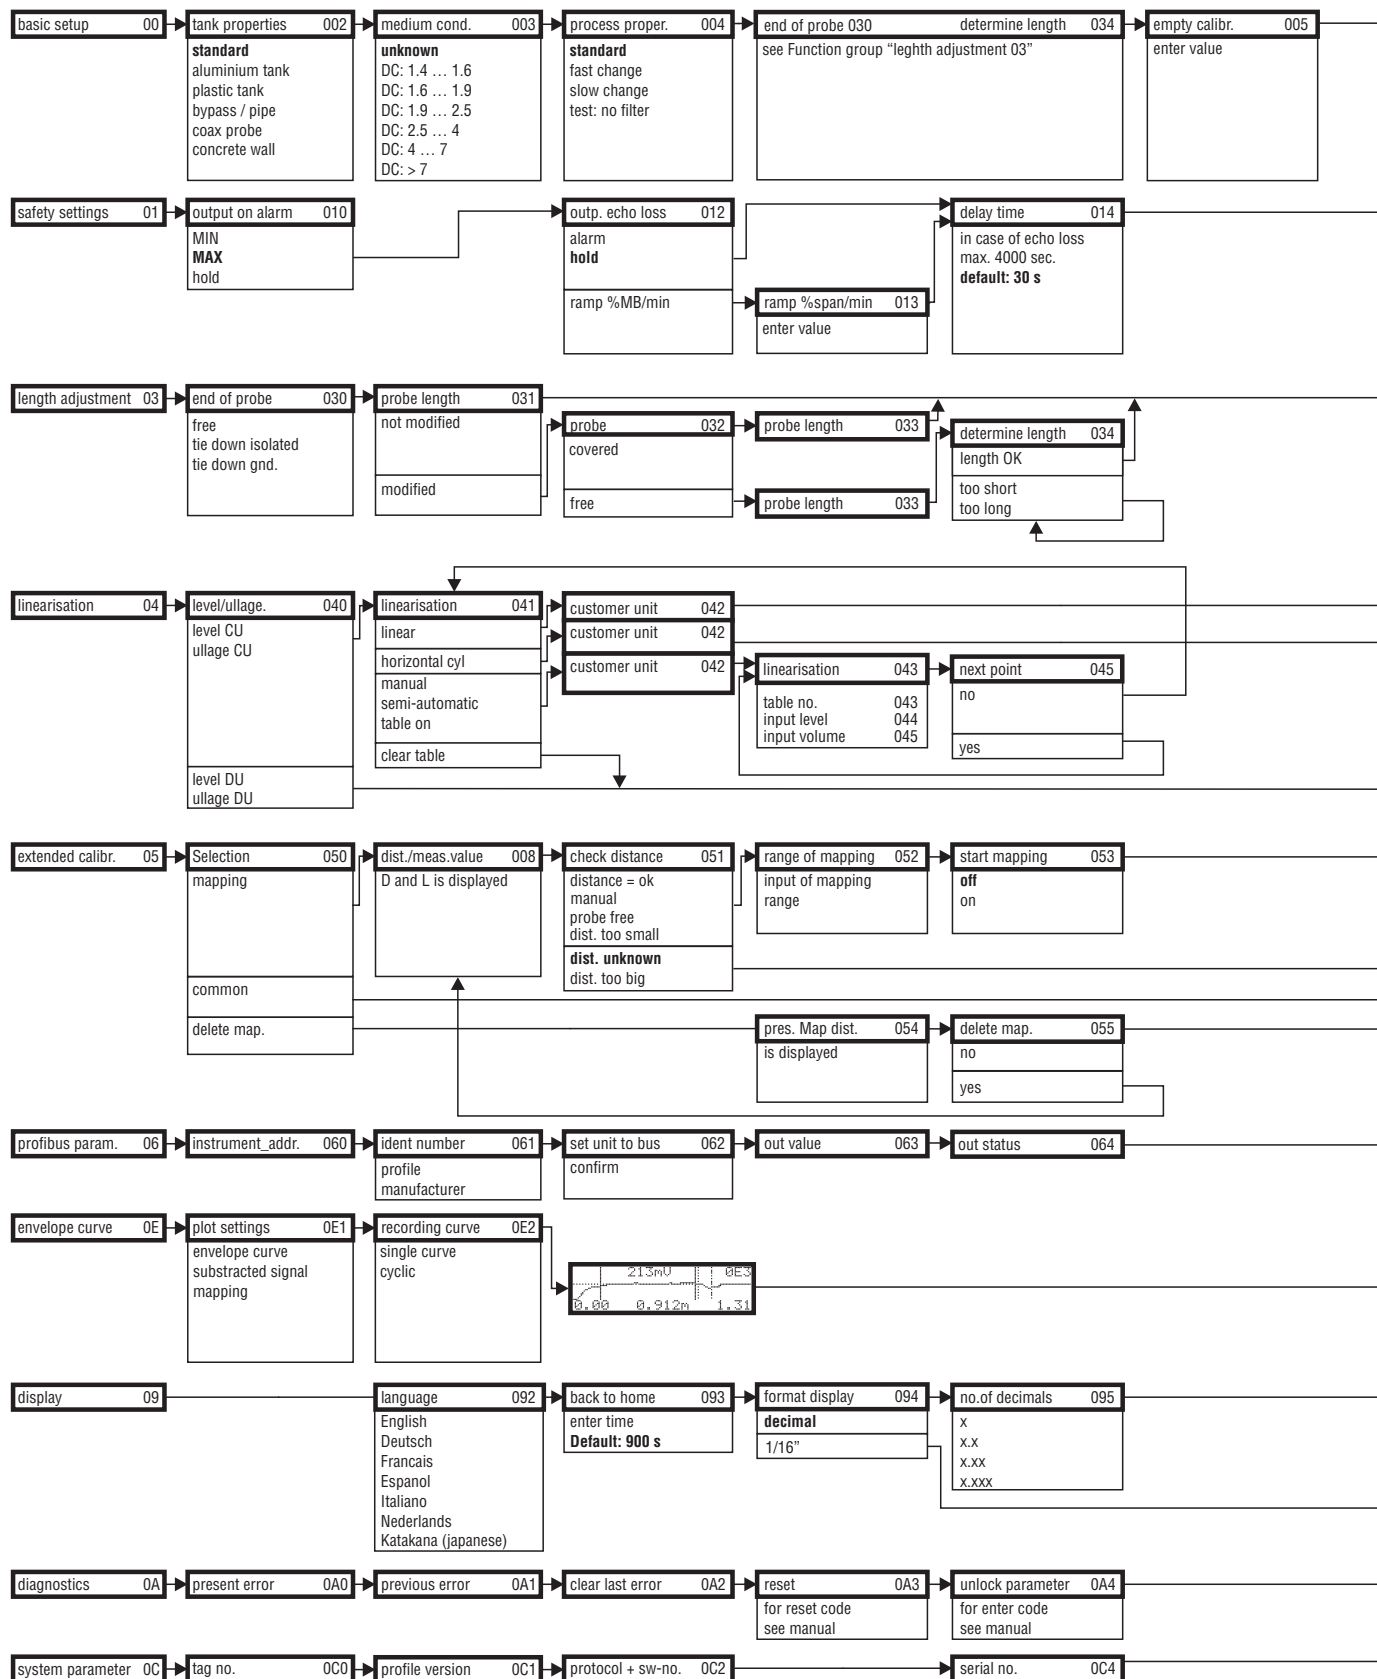 basic setup 00
tank properties 002
standard
aluminium tank
plastic tank
bypass / pipe
coax probe
concrete wall
medium cond. 003
unknown
DC: 1.4 … 1.6
DC: 1.6 … 1.9
DC: 1.9 … 2.5
DC: 2.5 … 4
DC: 4 … 7
DC: > 7
process proper. 004
standard
fast change
slow change
test: no filter
end of probe 030 determine length 034
see Function group “leghth adjustment 03”
empty calibr. 005
enter value
safety settings 01
output on alarm 010
MIN
MAX
hold
outp. echo loss 012
alarm
hold
ramp %MB/min
ramp %span/min 013
enter value
delay time 014
in case of echo loss
max. 4000 sec.
default: 30 s
length adjustment 03
end of probe 030
free
tie down isolated
tie down gnd.
probe length 031
not modified
modified
probe 032
covered
free
probe length 033
probe length 033
determine length 034
length OK
too short
too long
linearisation 04
level/ullage. 040
level CU
ullage CU
level DU
ullage DU
linearisation 041
linear
horizontal cyl
manual
semi-automatic
table on
clear table
customer unit 042
customer unit 042
customer unit 042
linearisation 043
table no. 043
input level 044
input volume 045
next point 045
no
yes
extended calibr. 05
Selection 050
mapping
common
delete map.
dist./meas.value 008
D and L is displayed
check distance 051
distance = ok
manual
probe free
dist. too small
dist. unknown
dist. too big
range of mapping 052
input of mapping
range
start mapping 053
off
on
pres. Map dist. 054
is displayed
delete map. 055
no
yes
profibus param. 06
instrument_addr. 060
ident number 061
profile
manufacturer
set unit to bus 062
confirm
out value 063
out status 064
envelope curve 0E
plot settings 0E1
envelope curve
substracted signal
mapping
recording curve 0E2
single curve
cyclic
213mV 0E3
0.00 0.912m 1.31
display 09
language 092
English
Deutsch
Francais
Espanol
Italiano
Nederlands
Katakana (japanese)
back to home 093
enter time
Default: 900 s
format display 094
decimal
1/16”
no.of decimals 095
x
x.x
x.xx
x.xxx
diagnostics 0A
present error 0A0
previous error 0A1
clear last error 0A2
reset 0A3
for reset code
see manual
unlock parameter 0A4
for enter code
see manual
system parameter 0C
tag no. 0C0
profile version 0C1
protocol + sw-no. 0C2
serial no. 0C4